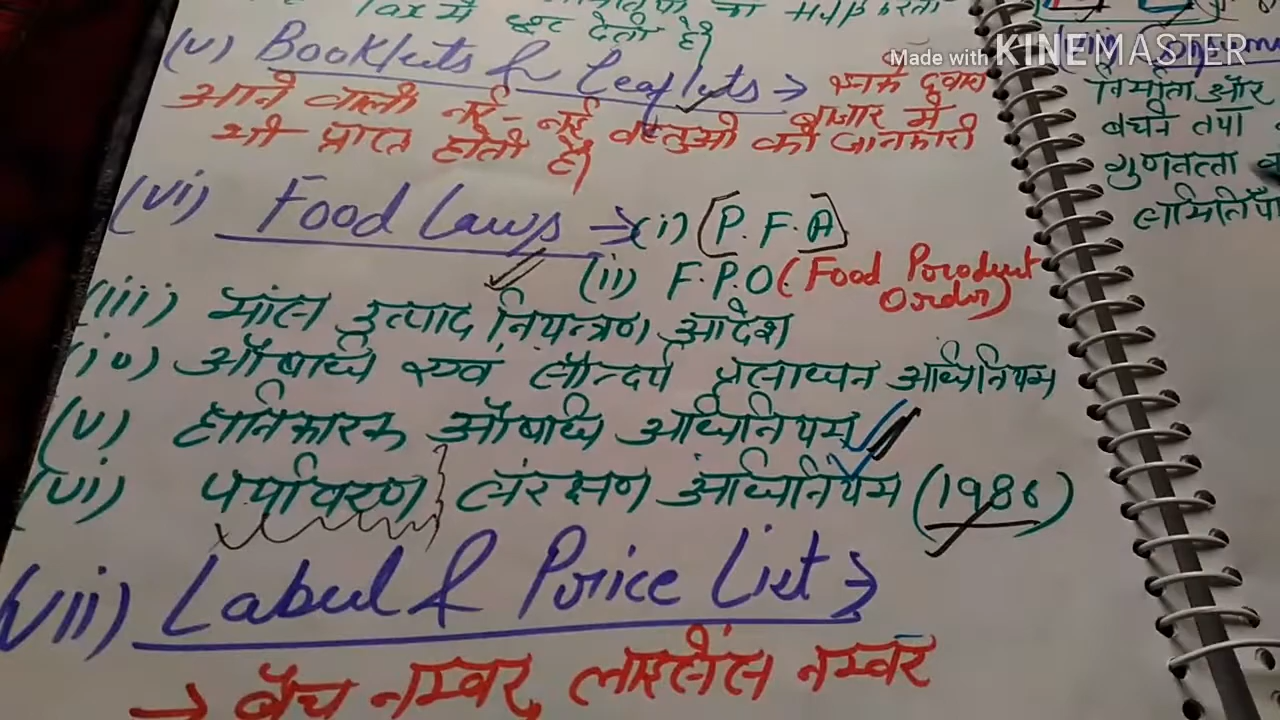 Tax में छूट देती है।
(v) Booklets & Leaflets → इनके द्वारा
बाजार में
आने वाली नई-नई वस्तुओ की जानकारी
भी प्राप्त होती है।
(vi) Food Laws → (i) [P.F.A]
(ii) F.P.O (Food Product
Order)
(iii) मांस उत्पाद नियन्त्रण आदेश
(iv) औषधि एवं सौन्दर्य प्रसाधन अधिनियम
(v) हानिकारक औषधि अधिनियम
(vi) पर्यावरण संरक्षण अधिनियम (1986)
(vii) Label & Price List →
→ बैच नम्बर, लाइसेंस नम्बर
Made with KINEMASTER
निर्माता और
बेचने तथा
गुणवत्ता